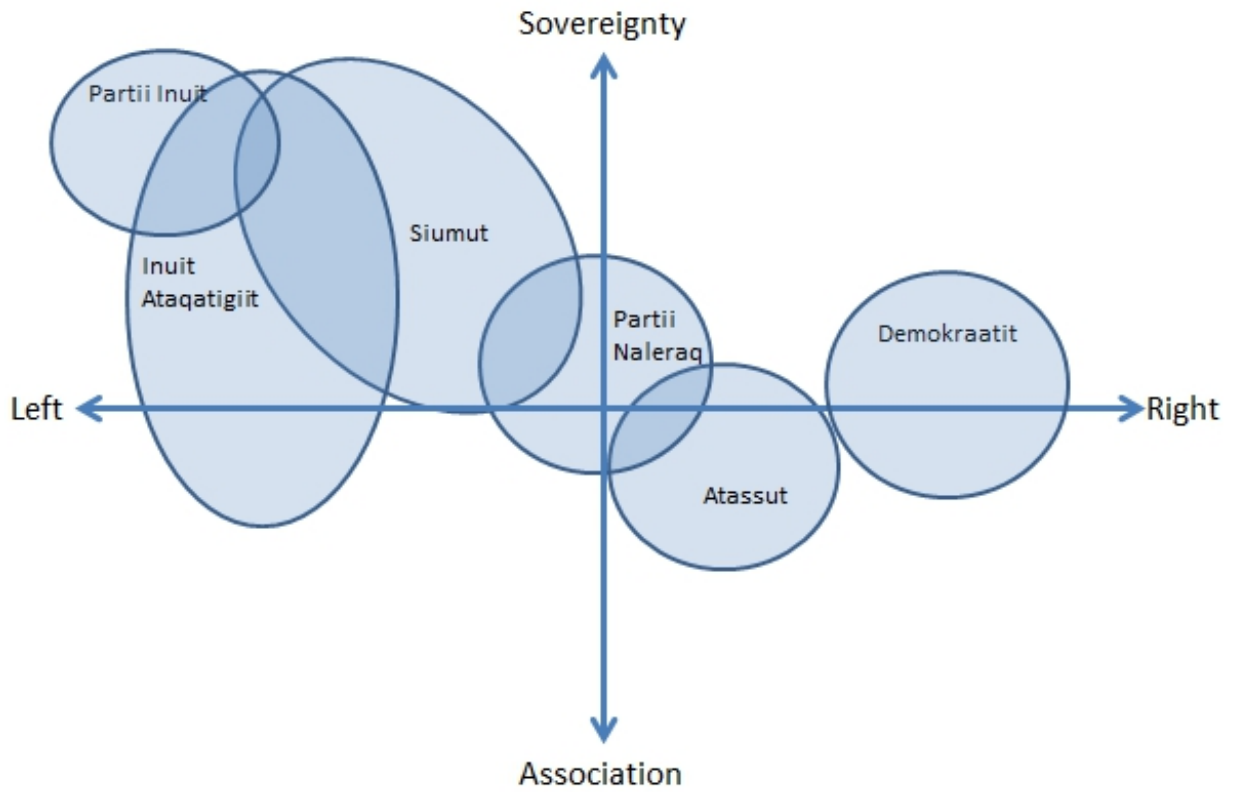 Sovereignty
Partii Inuit
Siumut
Inuit
Ataqatigiit
Partii
Naleraq
Demokraatit
Left
Right
Atassut
Association